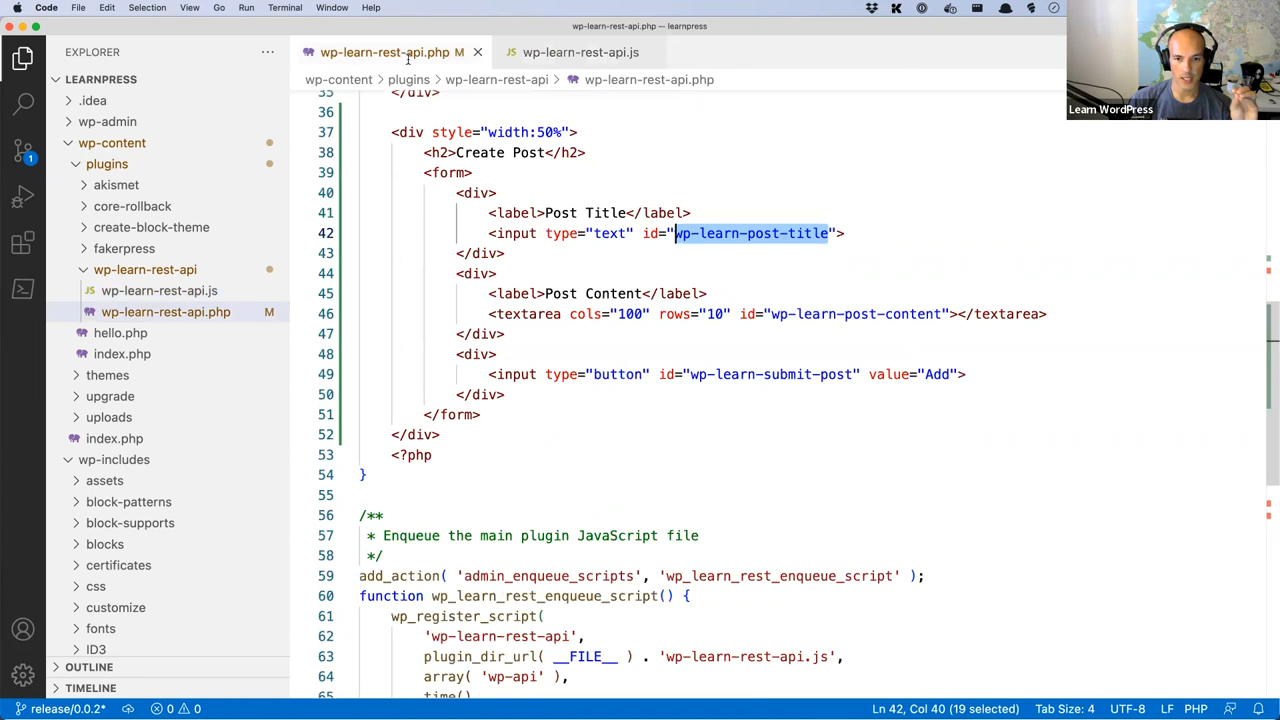 Code File Edit Selection View Go Run Terminal Window Help
wp-learn-rest-api.php — learnpress
EXPLORER
wp-learn-rest-api.php M
JS wp-learn-rest-api.js
wp-content > plugins > wp-learn-rest-api > wp-learn-rest-api.php
Learn WordPress
LEARNPRESS
.idea
wp-admin
wp-content
plugins
akismet
core-rollback
create-block-theme
fakerpress
wp-learn-rest-api
JS wp-learn-rest-api.js
wp-learn-rest-api.php M
hello.php
index.php
themes
upgrade
uploads
index.php
wp-includes
assets
block-patterns
block-supports
blocks
certificates
css
customize
fonts
ID3
OUTLINE
TIMELINE
1
35 </div>
36
37 <div style="width:50%">
38 <h2>Create Post</h2>
39 <form>
40 <div>
41 <label>Post Title</label>
42 <input type="text" id="wp-learn-post-title">
43 </div>
44 <div>
45 <label>Post Content</label>
46 <textarea cols="100" rows="10" id="wp-learn-post-content"></textarea>
47 </div>
48 <div>
49 <input type="button" id="wp-learn-submit-post" value="Add">
50 </div>
51 </form>
52 </div>
53 <?php
54 }
55
56 /**
57 * Enqueue the main plugin JavaScript file
58 */
59 add_action( 'admin_enqueue_scripts', 'wp_learn_rest_enqueue_script' );
60 function wp_learn_rest_enqueue_script() {
61 wp_register_script(
62 'wp-learn-rest-api',
63 plugin_dir_url( __FILE__ ) . 'wp-learn-rest-api.js',
64 array( 'wp-api' ),
65 time()
release/0.0.2* 0 0 Ln 42, Col 40 (19 selected) Tab Size: 4 UTF-8 LF PHP